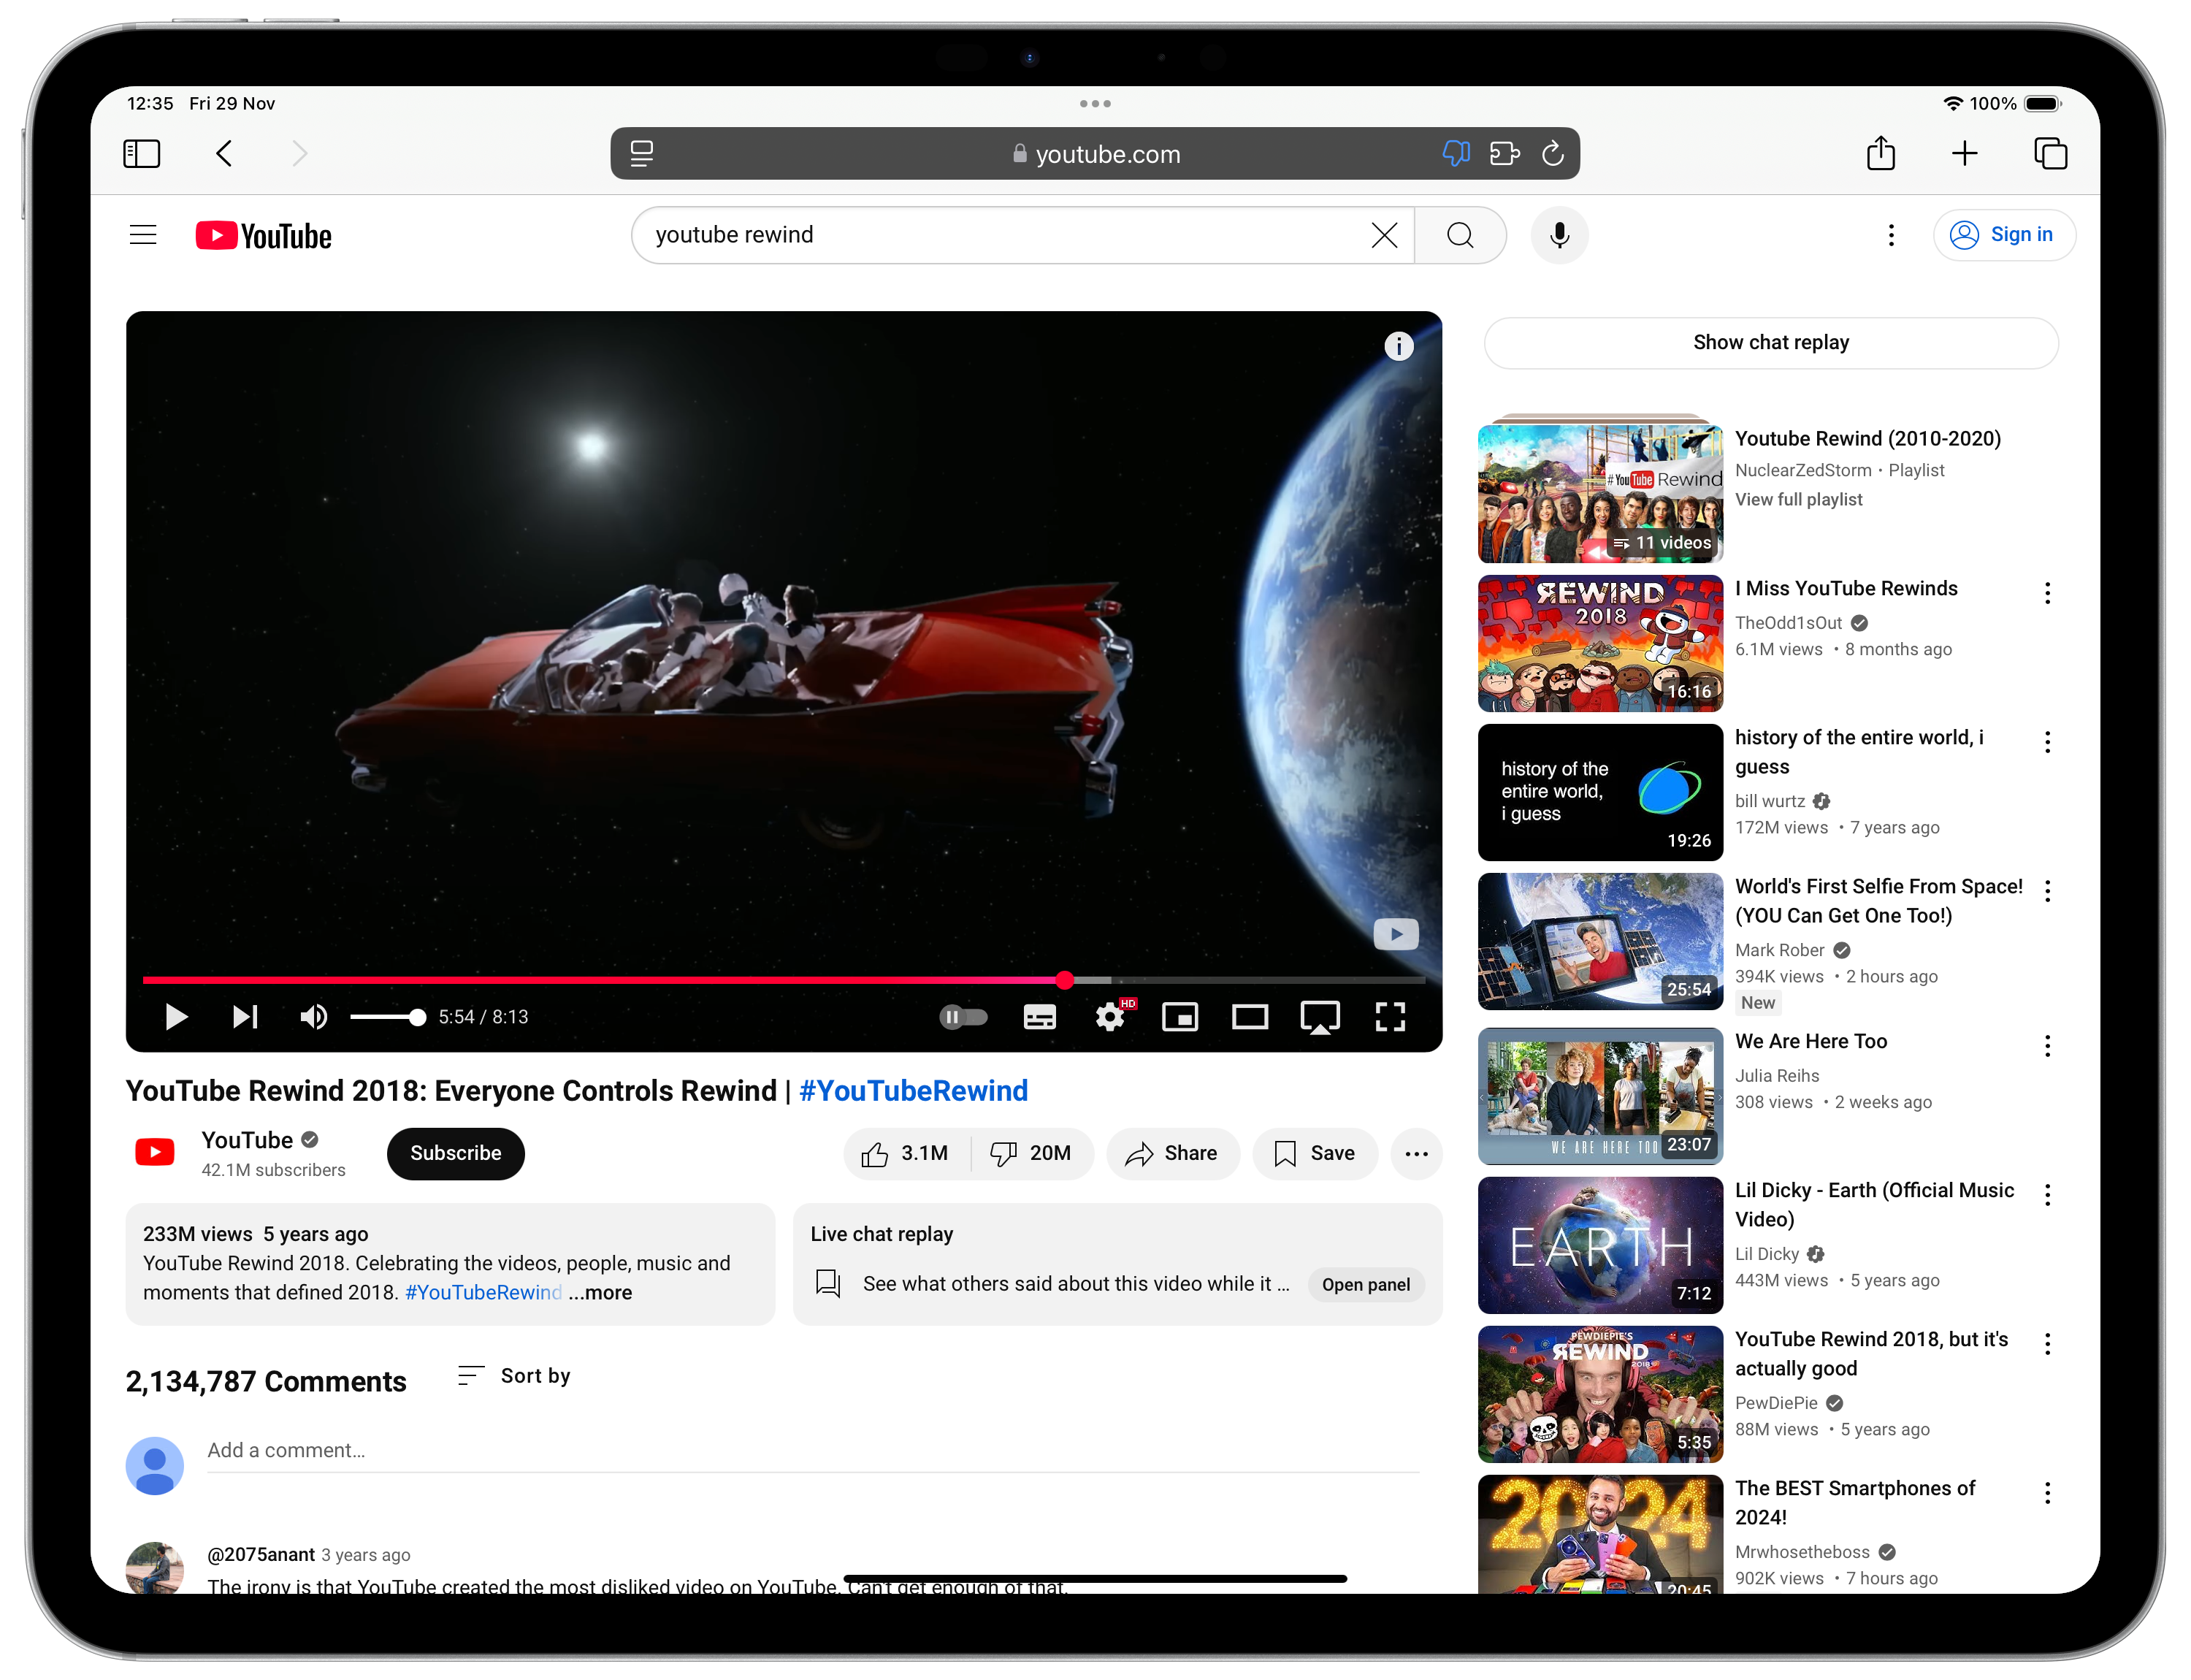 12:35 Fri 29 Nov
100%
youtube.com
YouTube
youtube rewind
Sign in
5:54 / 8:13
HD
YouTube Rewind 2018: Everyone Controls Rewind | #YouTubeRewind
YouTube
42.1M subscribers
Subscribe
3.1M
20M
Share
Save
233M views 5 years ago
YouTube Rewind 2018. Celebrating the videos, people, music and
moments that defined 2018. #YouTubeRewind ...more
Live chat replay
See what others said about this video while it ...
Open panel
2,134,787 Comments
Sort by
Add a comment...
@2075anant 3 years ago
The irony is that YouTube created the most disliked video on YouTube. Can't get enough of that.
Show chat replay
#YouTube Rewind
11 videos
Youtube Rewind (2010-2020)
NuclearZedStorm • Playlist
View full playlist
REWIND
2018
16:16
I Miss YouTube Rewinds
TheOdd1sOut
6.1M views • 8 months ago
history of the
entire world,
i guess
19:26
history of the entire world, i
guess
bill wurtz
172M views • 7 years ago
25:54
World's First Selfie From Space!
(YOU Can Get One Too!)
Mark Rober
394K views • 2 hours ago
New
WE ARE HERE TOO
23:07
We Are Here Too
Julia Reihs
308 views • 2 weeks ago
EARTH
7:12
Lil Dicky - Earth (Official Music
Video)
Lil Dicky
443M views • 5 years ago
PEWDIEPIE'S
REWIND
2018
5:35
YouTube Rewind 2018, but it's
actually good
PewDiePie
88M views • 5 years ago
2024
20:45
The BEST Smartphones of
2024!
Mrwhosetheboss
902K views • 7 hours ago